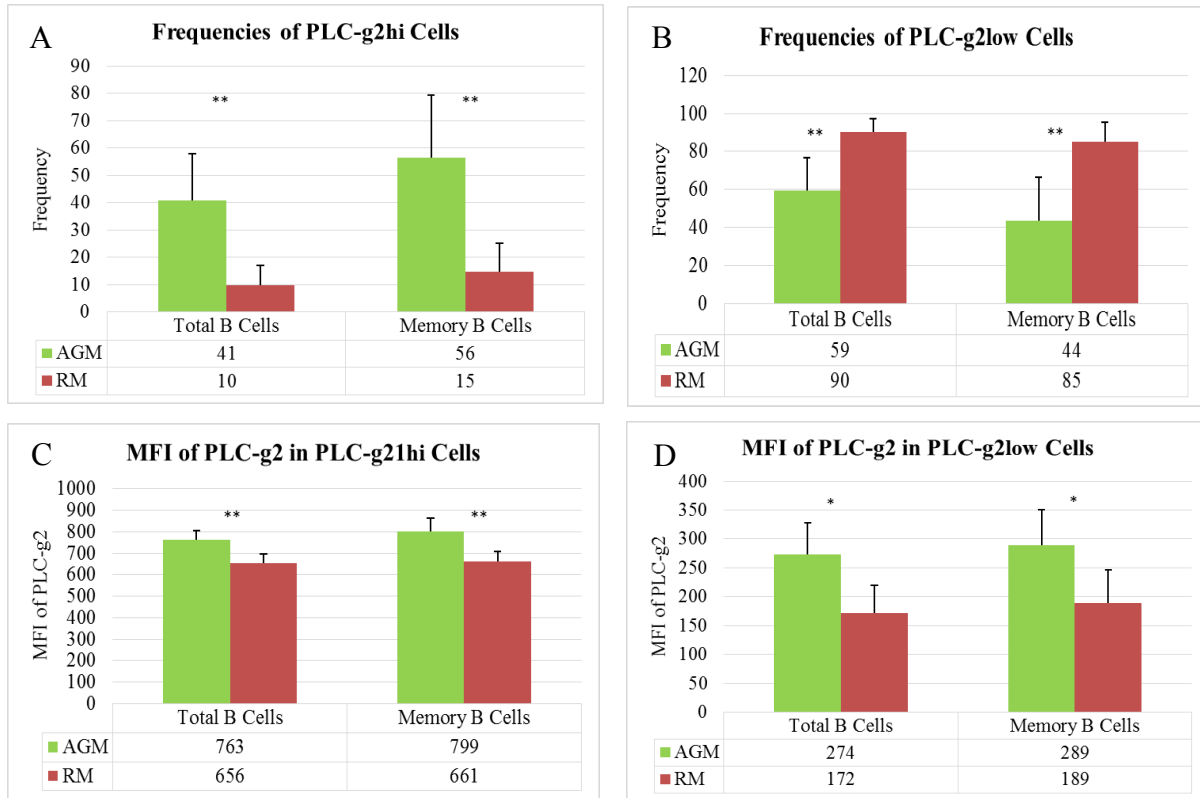 A
Frequencies of PLC-g2hi Cells
90
80
70
60
50
40
30
20
10
0
Frequency
**
**
Total B Cells Memory B Cells
AGM 41 56
RM 10 15
B
Frequencies of PLC-g2low Cells
120
100
80
60
40
20
0
Frequency
**
**
Total B Cells Memory B Cells
AGM 59 44
RM 90 85
C
MFI of PLC-g2 in PLC-g21hi Cells
1000
900
800
700
600
500
400
300
200
100
0
MFI of PLC-g2
**
**
Total B Cells Memory B Cells
AGM 763 799
RM 656 661
D
MFI of PLC-g2 in PLC-g2low Cells
400
350
300
250
200
150
100
50
0
MFI of PLC-g2
*
*
Total B Cells Memory B Cells
AGM 274 289
RM 172 189